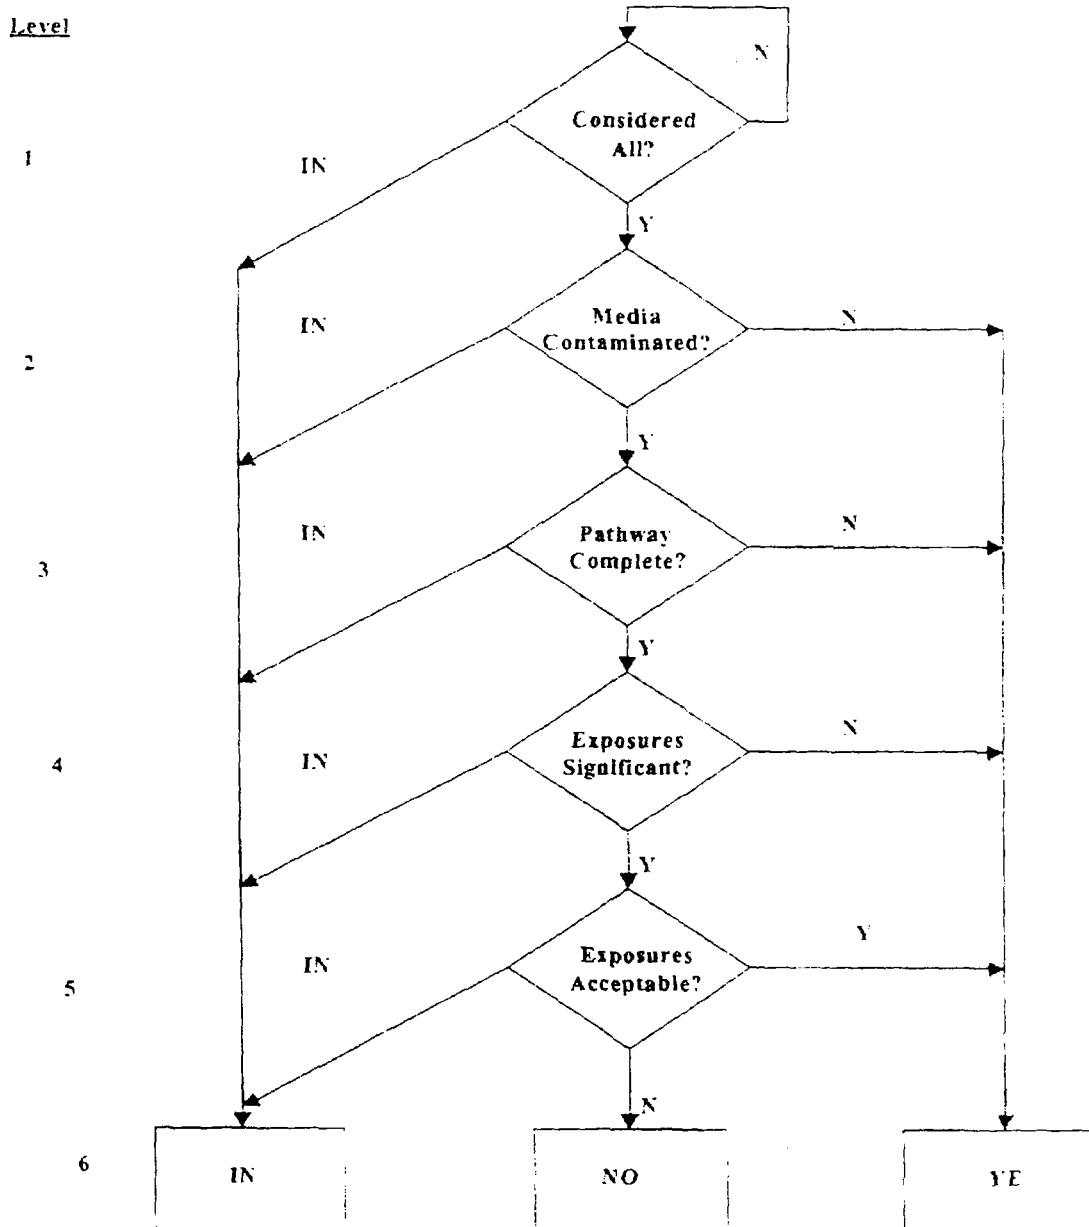 Level
N
Considered
All?
1
IN
Y
IN
Media
Contaminated?
N
2
Y
IN
Pathway
Complete?
N
3
Y
IN
Exposures
Significant?
N
4
Y
IN
Exposures
Acceptable?
Y
5
N
6
IN
NO
YE